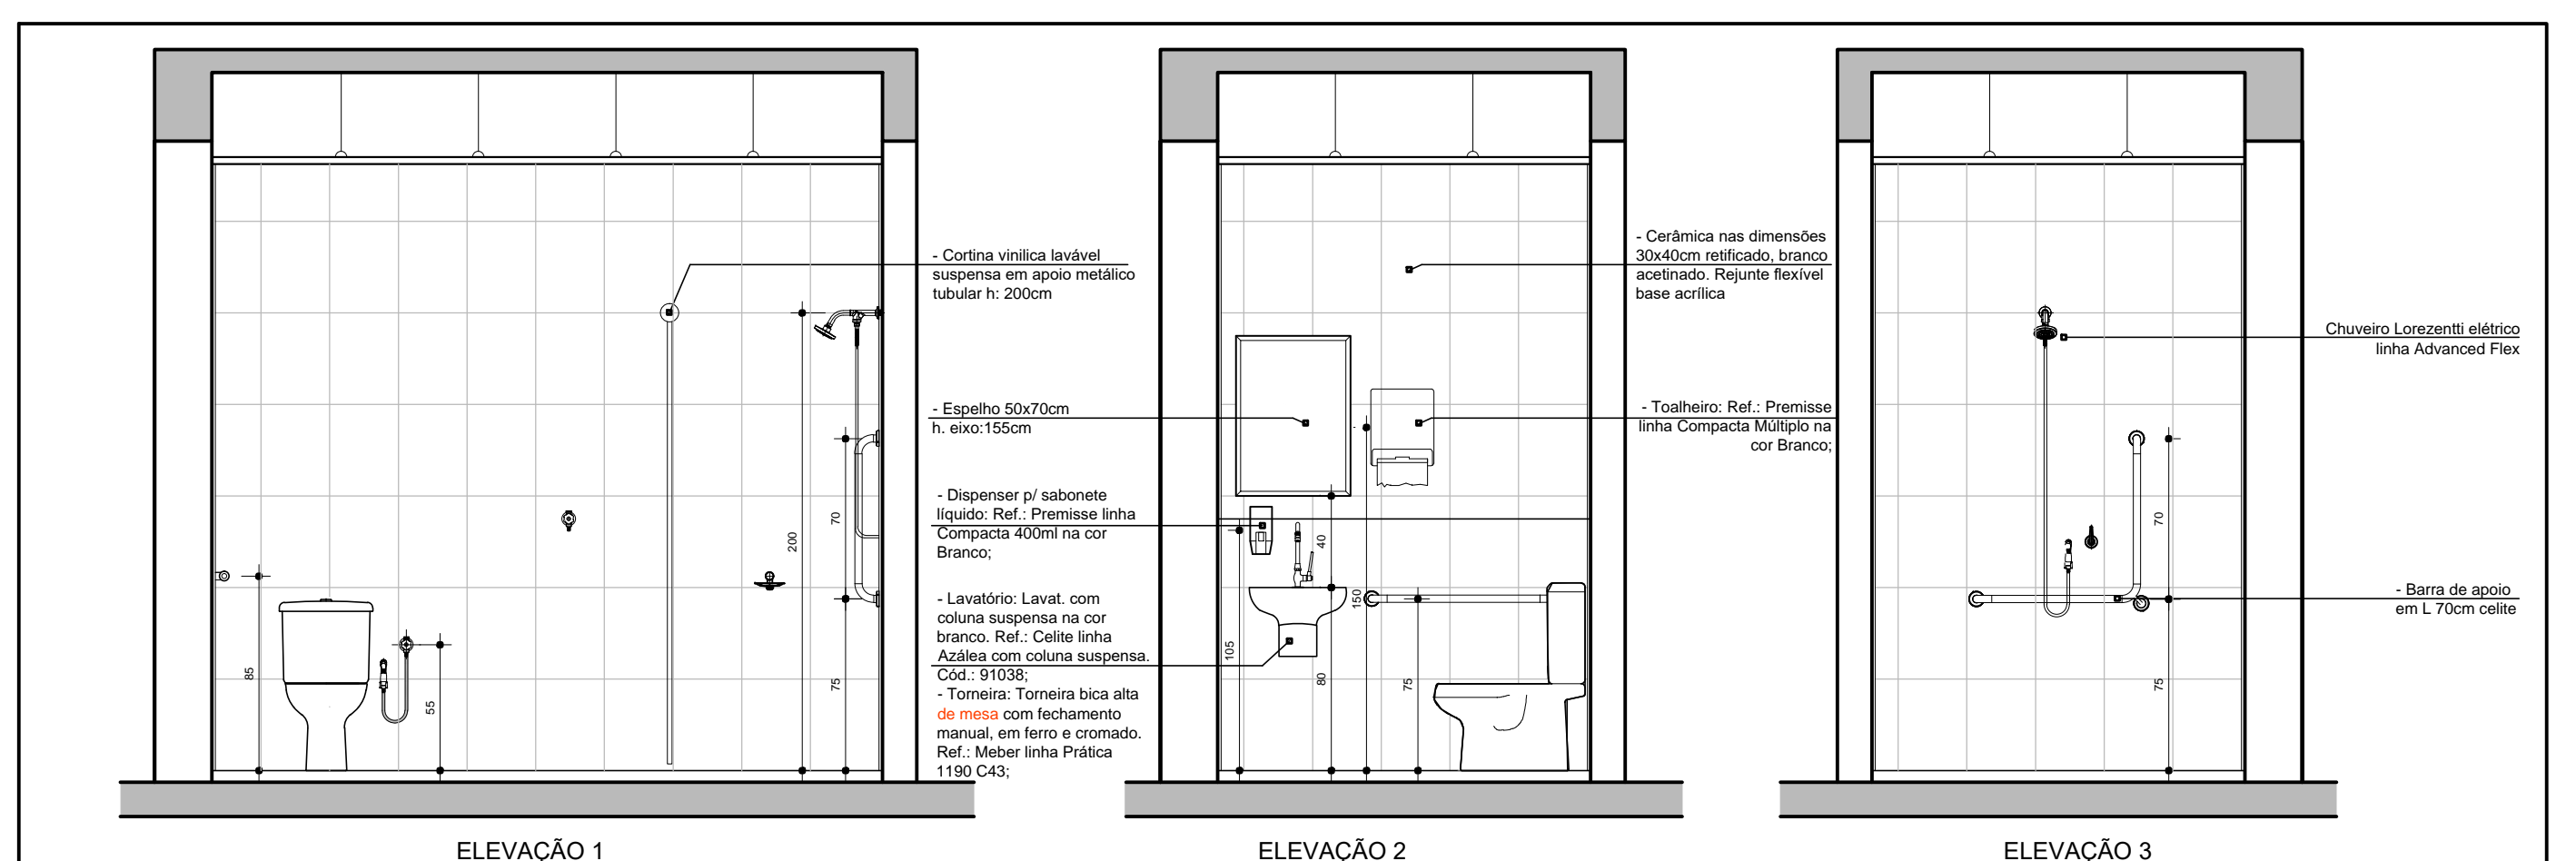 - Cortina vinilica lavável
suspensa em apoio metálico
tubular h: 200cm
- Espelho 50x70cm
h. eixo:155cm
- Dispenser p/ sabonete
líquido: Ref.: Premisse linha
Compacta 400ml na cor
Branco;
- Lavatório: Lavat. com
coluna suspensa na cor
branco. Ref.: Celite linha
Azálea com coluna suspensa.
Cód.: 91038;
- Torneira: Torneira bica alta
de mesa com fechamento
manual, em ferro e cromado.
Ref.: Meber linha Prática
1190 C43;
- Cerâmica nas dimensões
30x40cm retificado, branco
acetinado. Rejunte flexível
base acrílica
- Toalheiro: Ref.: Premisse
linha Compacta Múltiplo na
cor Branco;
Chuveiro Lorezentti elétrico
linha Advanced Flex
- Barra de apoio
em L 70cm celite
85
55
200
70
75
105
40
80
150
75
70
75
ELEVAÇÃO 1
ELEVAÇÃO 2
ELEVAÇÃO 3